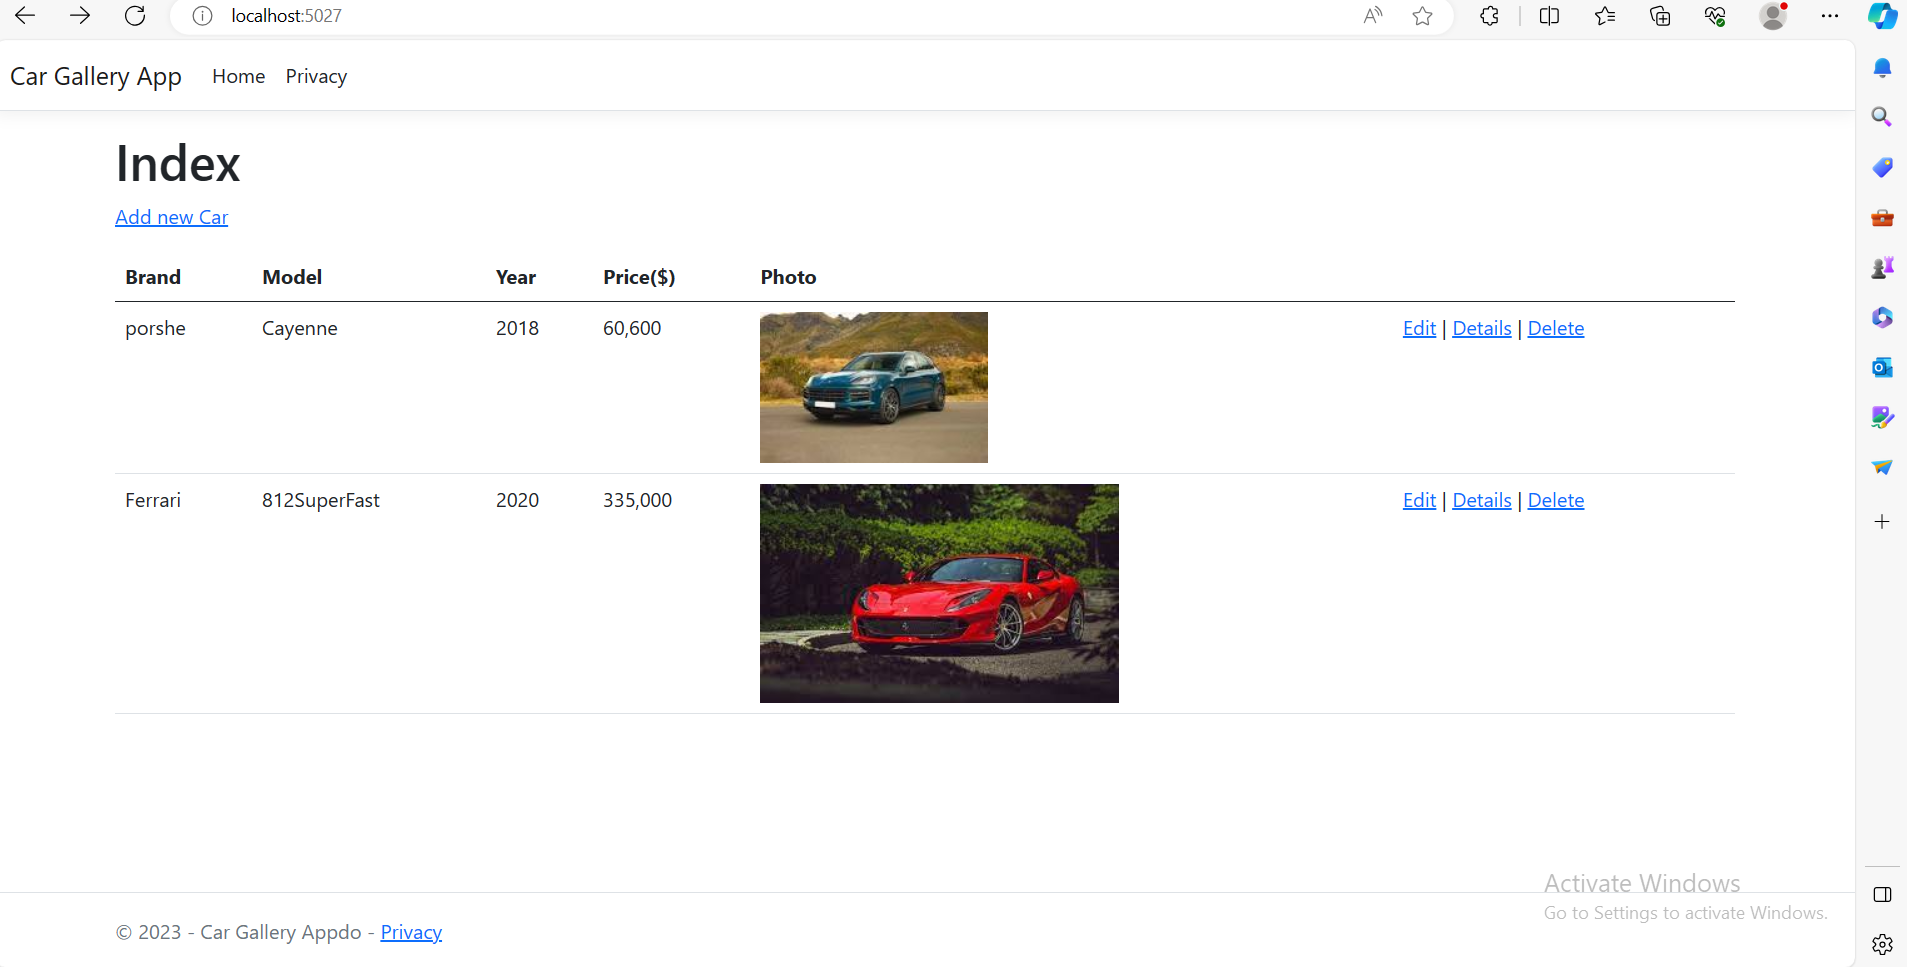 localhost:5027
Car Gallery App Home Privacy
Index
Add new Car
Brand Model Year Price($) Photo
porshe Cayenne 2018 60,600 Edit | Details | Delete
Ferrari 812SuperFast 2020 335,000 Edit | Details | Delete
Activate Windows
Go to Settings to activate Windows.
© 2023 - Car Gallery Appdo - Privacy